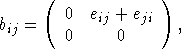 b_{ij} = \left( \begin{array}{cc} 0 & e_{ij} + e_{ji} \\ 0 & 0 \end{array} \right),